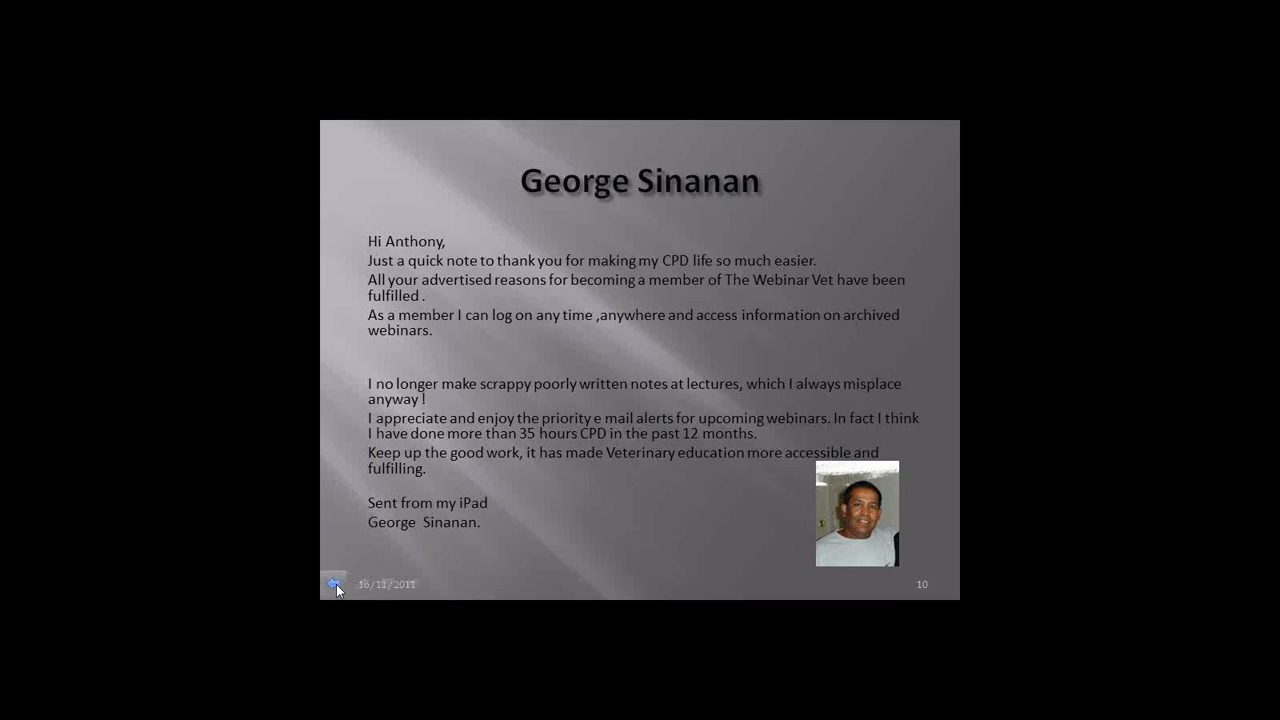 George Sinanan
Hi Anthony,
Just a quick note to thank you for making my CPD life so much easier.
All your advertised reasons for becoming a member of The Webinar Vet have been
fulfilled .
As a member I can log on any time ,anywhere and access information on archived
webinars.
I no longer make scrappy poorly written notes at lectures, which I always misplace
anyway !
I appreciate and enjoy the priority e mail alerts for upcoming webinars. In fact I think
I have done more than 35 hours CPD in the past 12 months.
Keep up the good work, it has made Veterinary education more accessible and
fulfilling.
Sent from my iPad
George  Sinanan.
16/11/2011
10